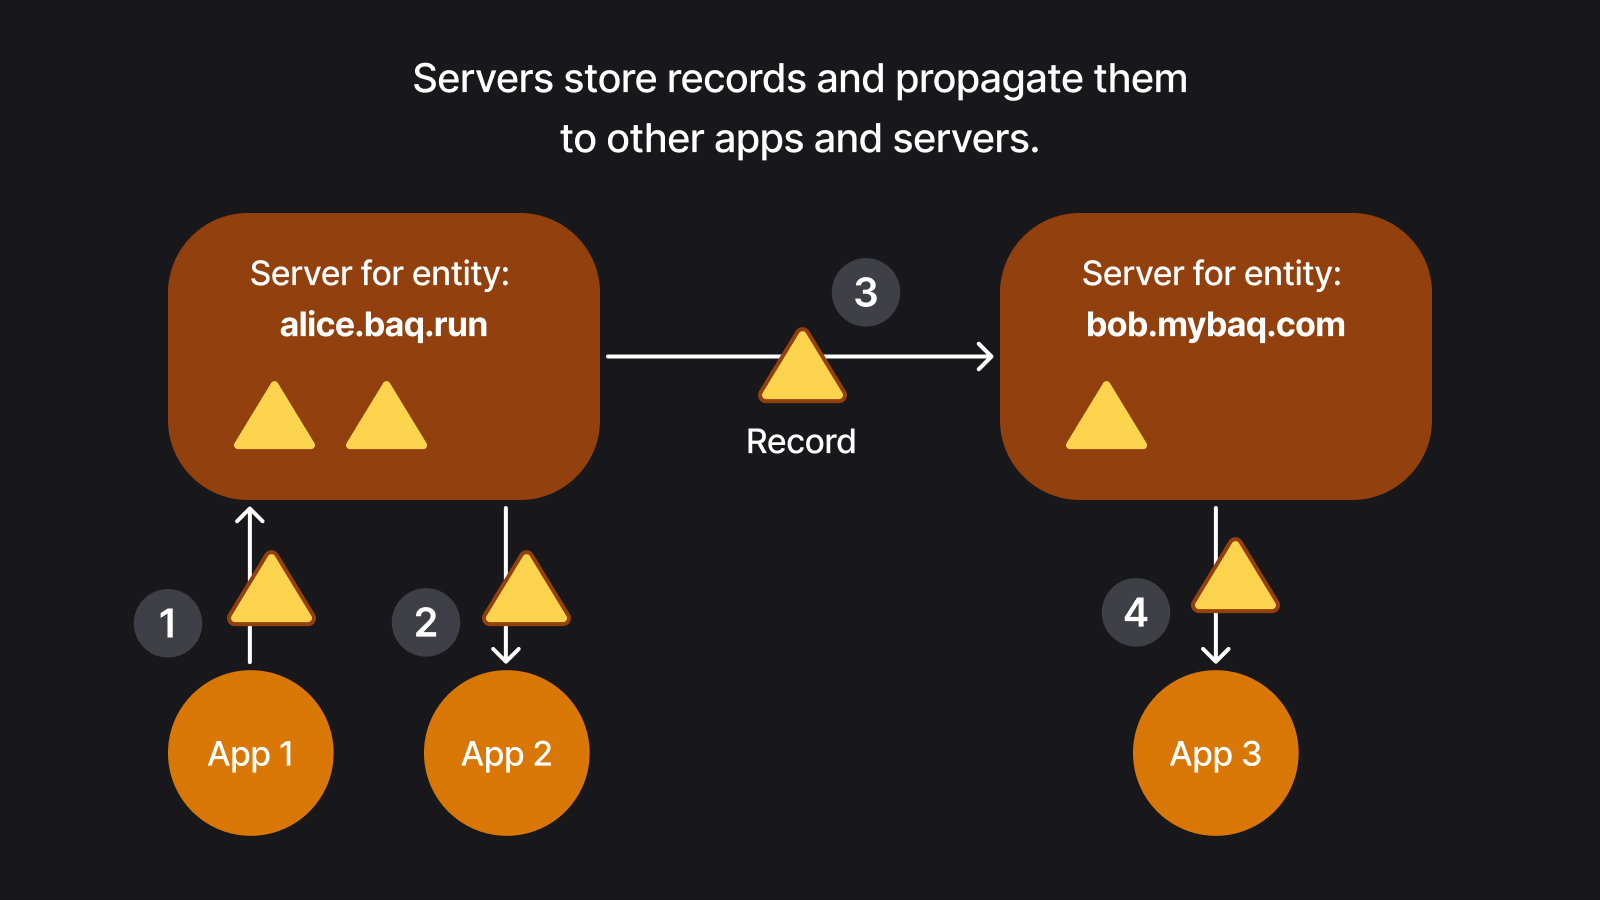 Servers store records and propagate them
to other apps and servers.
Server for entity:
alice.baq.run
3
Server for entity:
bob.mybaq.com
Record
1
2
4
App 1
App 2
App 3